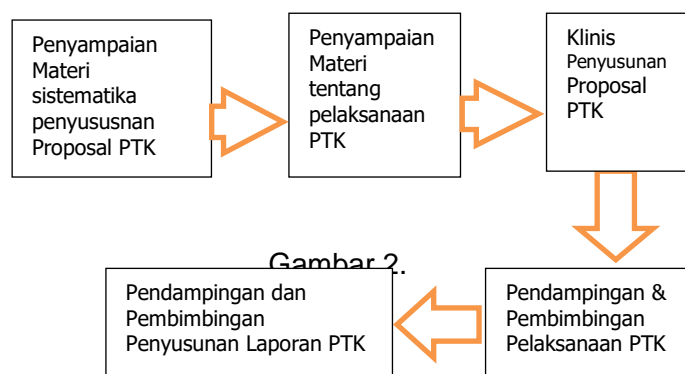 Penyampaian
Materi
sistematika
penyususnan
Proposal PTK
Penyampaian
Materi
tentang
pelaksanaan
PTK
Klinis
Penyusunan
Proposal
PTK
Gambar 2.
Pendampingan dan
Pembimbingan
Penyusunan Laporan PTK
Pendampingan &
Pembimbingan
Pelaksanaan PTK